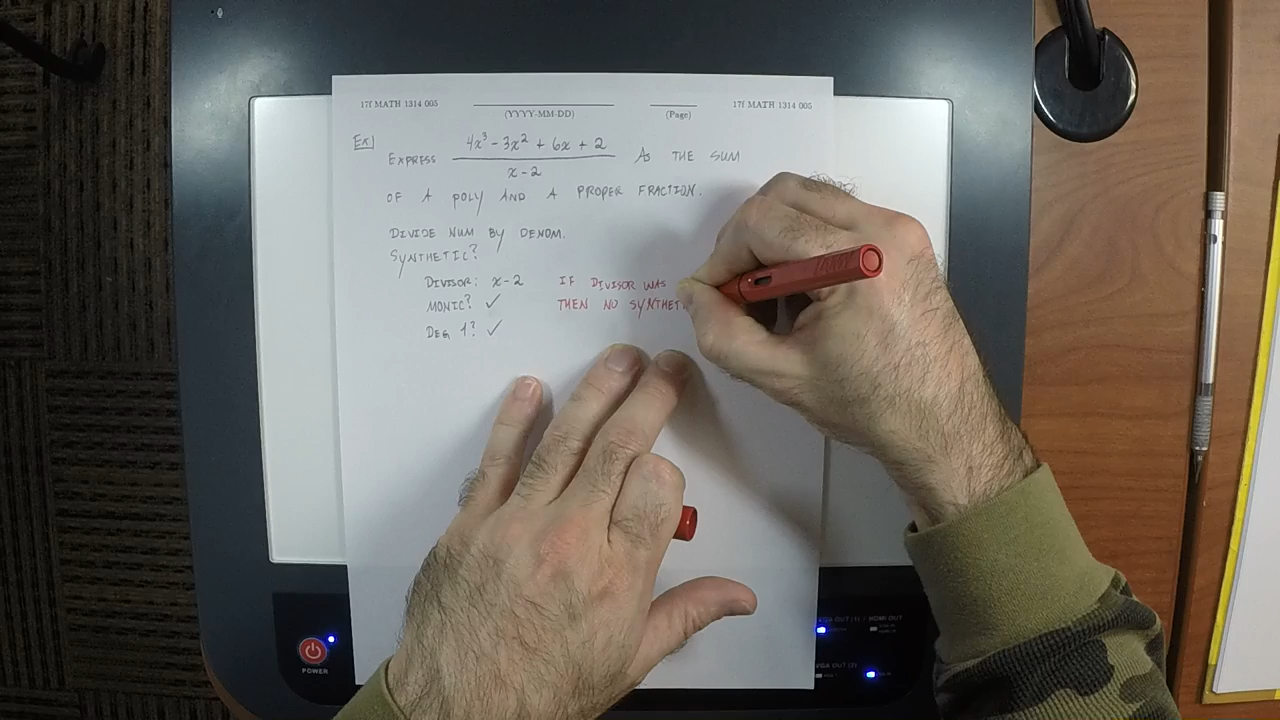 17f MATH 1314 005
(YYYY-MM-DD)
(Page)
17f MATH 1314 005
EX
EXPRESS 4x³ - 3x² + 6x + 2 / x - 2 AS THE SUM
OF A POLY AND A PROPER FRACTION.
DIVIDE NUM BY DENOM.
SYNTHETIC?
DIVISOR: x-2
IF DIVISOR WAS
MONIC? ✓
THEN NO
DEG 1? ✓
POWER